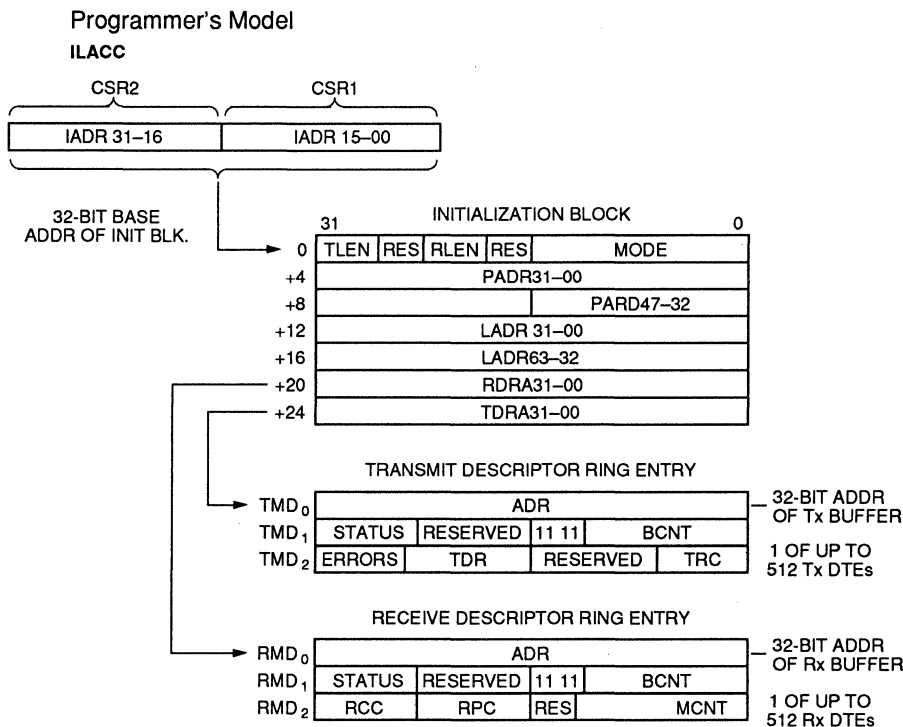 Programmer's Model
ILACC
CSR2 CSR1
IADR 31–16 IADR 15–00
32-BIT BASE
ADDR OF INIT BLK.
INITIALIZATION BLOCK
31 0
0 TLEN RES RLEN RES MODE
+4 PADR31–00
+8 PARD47–32
+12 LADR 31–00
+16 LADR63–32
+20 RDRA31–00
+24 TDRA31–00
TRANSMIT DESCRIPTOR RING ENTRY
TMD0 ADR
32-BIT ADDR
OF Tx BUFFER
TMD1 STATUS RESERVED 11 11 BCNT
TMD2 ERRORS TDR RESERVED TRC
1 OF UP TO
512 Tx DTEs
RECEIVE DESCRIPTOR RING ENTRY
RMD0 ADR
32-BIT ADDR
OF Rx BUFFER
RMD1 STATUS RESERVED 11 11 BCNT
RMD2 RCC RPC RES MCNT
1 OF UP TO
512 Rx DTEs